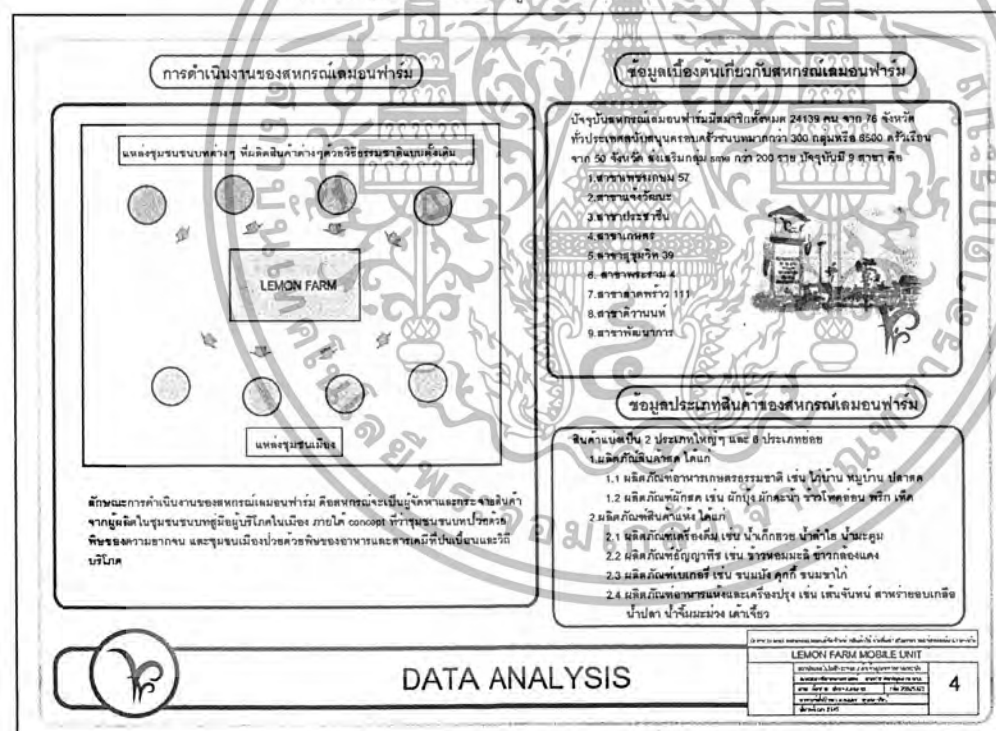 การดำเนินงานของสหกรณ์เลมอนฟาร์ม
แหล่งชุมชนชนบทต่างๆ ที่ผลิตสินค้าต่างๆด้วยวิธีธรรมชาติแบบดั้งเดิม
LEMON FARM
แหล่งชุมชนเมือง
ลักษณะการดำเนินงานของสหกรณ์เลมอนฟาร์ม คือสหกรณ์จะเป็นผู้จัดหาและกระจายสินค้า
จากผู้ผลิตในชุมชนชนบทสู่มือผู้บริโภคในเมือง ภายใต้ concept ที่ว่าชุมชนชนบทป่วยด้วย
พิษของความยากจน และชุมชนเมืองป่วยด้วยพิษของอาหารและสารเคมีที่ปนเปื้อนและวิถี
บริโภค
ข้อมูลเบื้องต้นเกี่ยวกับสหกรณ์เลมอนฟาร์ม
ปัจจุบันสหกรณ์เลมอนฟาร์มมีสมาชิกทั้งหมด 24139 คน จาก 76 จังหวัด
ทั่วประเทศสนับสนุนครอบครัวชนบทมากกว่า 300 กลุ่มหรือ 8500 ครัวเรือน
จาก 50 จังหวัด ส่งเสริมกลุ่ม sme กว่า 200 ราย ปัจจุบันมี 9 สาขา คือ
1.สาขาเพชรเกษม 57
2.สาขาแจ้งวัฒนะ
3.สาขาประชาชื่น
4.สาขาเกษตร
5.สาขาสุขุมวิท 39
6. สาขาพระราม 4
7.สาขาลาดพร้าว 111
8.สาขาติวานนท์
9.สาขาพัฒนาการ
ข้อมูลประเภทสินค้าของสหกรณ์เลมอนฟาร์ม
สินค้าแบ่งเป็น 2 ประเภทใหญ่ๆ และ 6 ประเภทย่อย
1.ผลิตภัณฑ์สินค้าสด ได้แก่
1.1 ผลิตภัณฑ์อาหารเกษตรธรรมชาติ เช่น ไก่บ้าน หมูบ้าน ปลาสด
1.2 ผลิตภัณฑ์ผักสด เช่น ผักบุ้ง ผักคะน้า ข้าวโพดอ่อน พริก เห็ด
2.ผลิตภัณฑ์สินค้าแห้ง ได้แก่
2.1 ผลิตภัณฑ์เครื่องดื่ม เช่น น้ำเก๊กฮวย น้ำลำไย น้ำมะตูม
2.2 ผลิตภัณฑ์ธัญญาพืช เช่น ข้าวหอมมะลิ ข้าวกล้องแดง
2.3 ผลิตภัณฑ์เบเกอรี่ เช่น ขนมปัง คุกกี้ ขนมขาไก่
2.4 ผลิตภัณฑ์อาหารแห้งและเครื่องปรุง เช่น เส้นจันทน์ สาหร่ายอบเกลือ
น้ำปลา น้ำจิ้มมะม่วง เต้าเจี้ยว
DATA ANALYSIS
LEMON FARM MOBILE UNIT
4